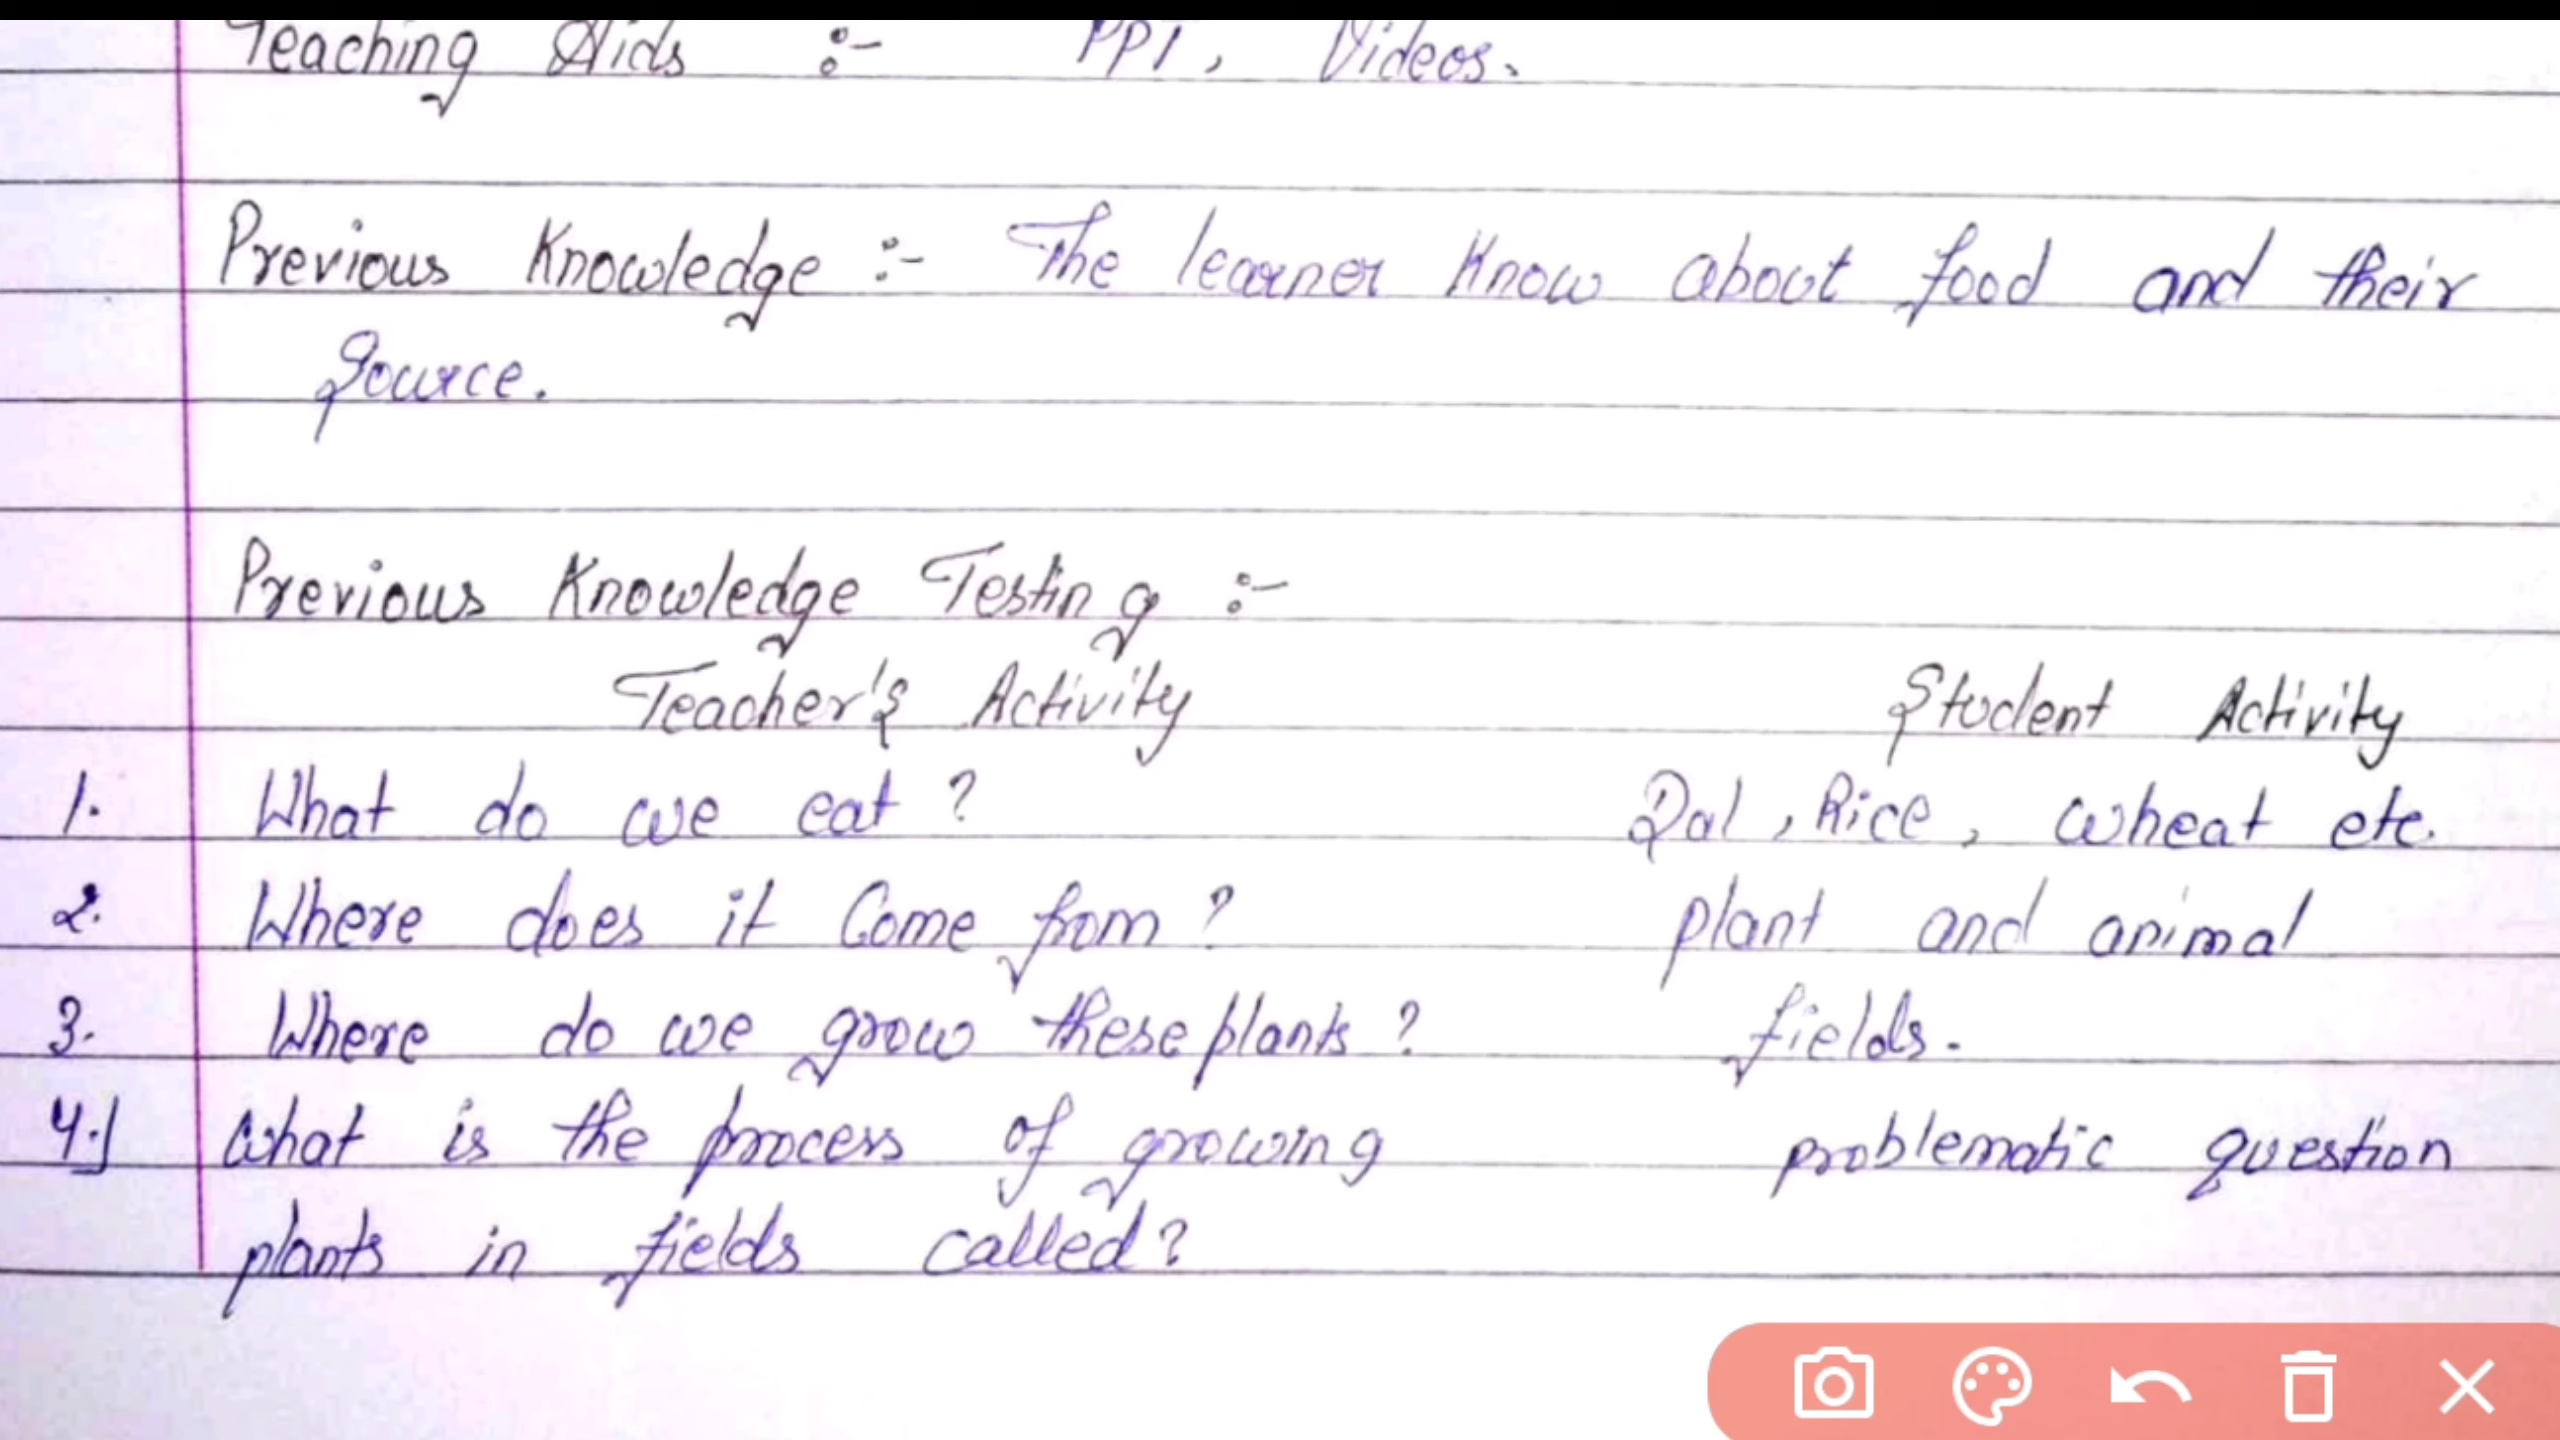 Teaching Aids :- PPT, Videos.
Previous Knowledge :- The learner know about food and their
Source.
Previous Knowledge Testing :-
Teacher's Activity Student Activity
1. What do we eat ? Dal, Rice, wheat etc.
2. Where does it Come from ? plant and animal
3. Where do we grow these plants ? fields.
4.) What is the process of growing problematic question
plants in fields called ?